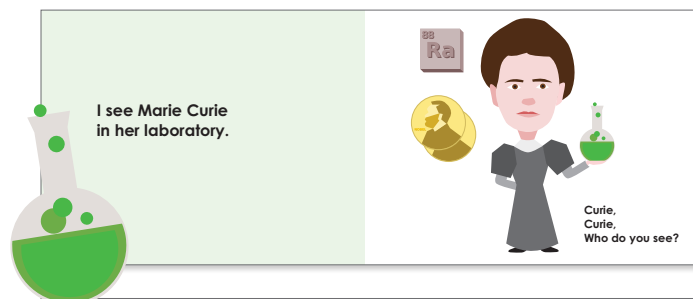 I see Marie Curie
in her laboratory.
88
Ra
Curie,
Curie,
Who do you see?